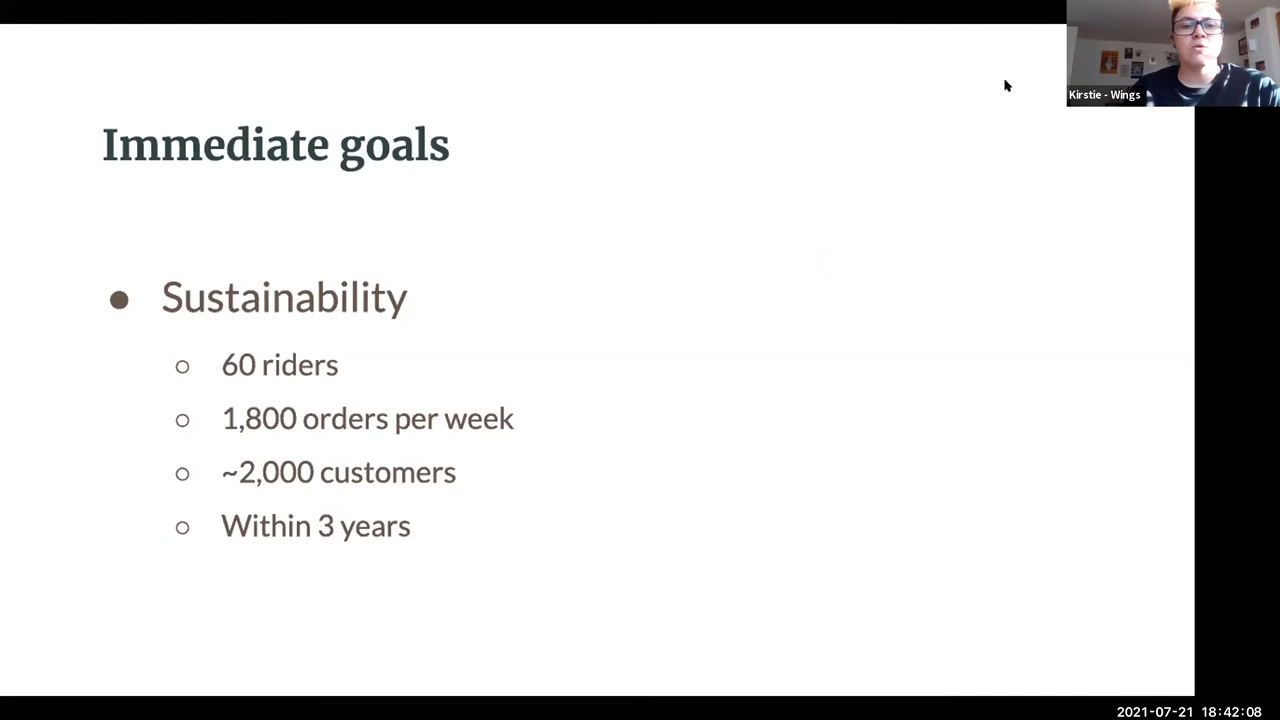 Kirstie - Wings
Immediate goals
● Sustainability
○ 60 riders
○ 1,800 orders per week
○ ~2,000 customers
○ Within 3 years
2021-07-21 18:42:08